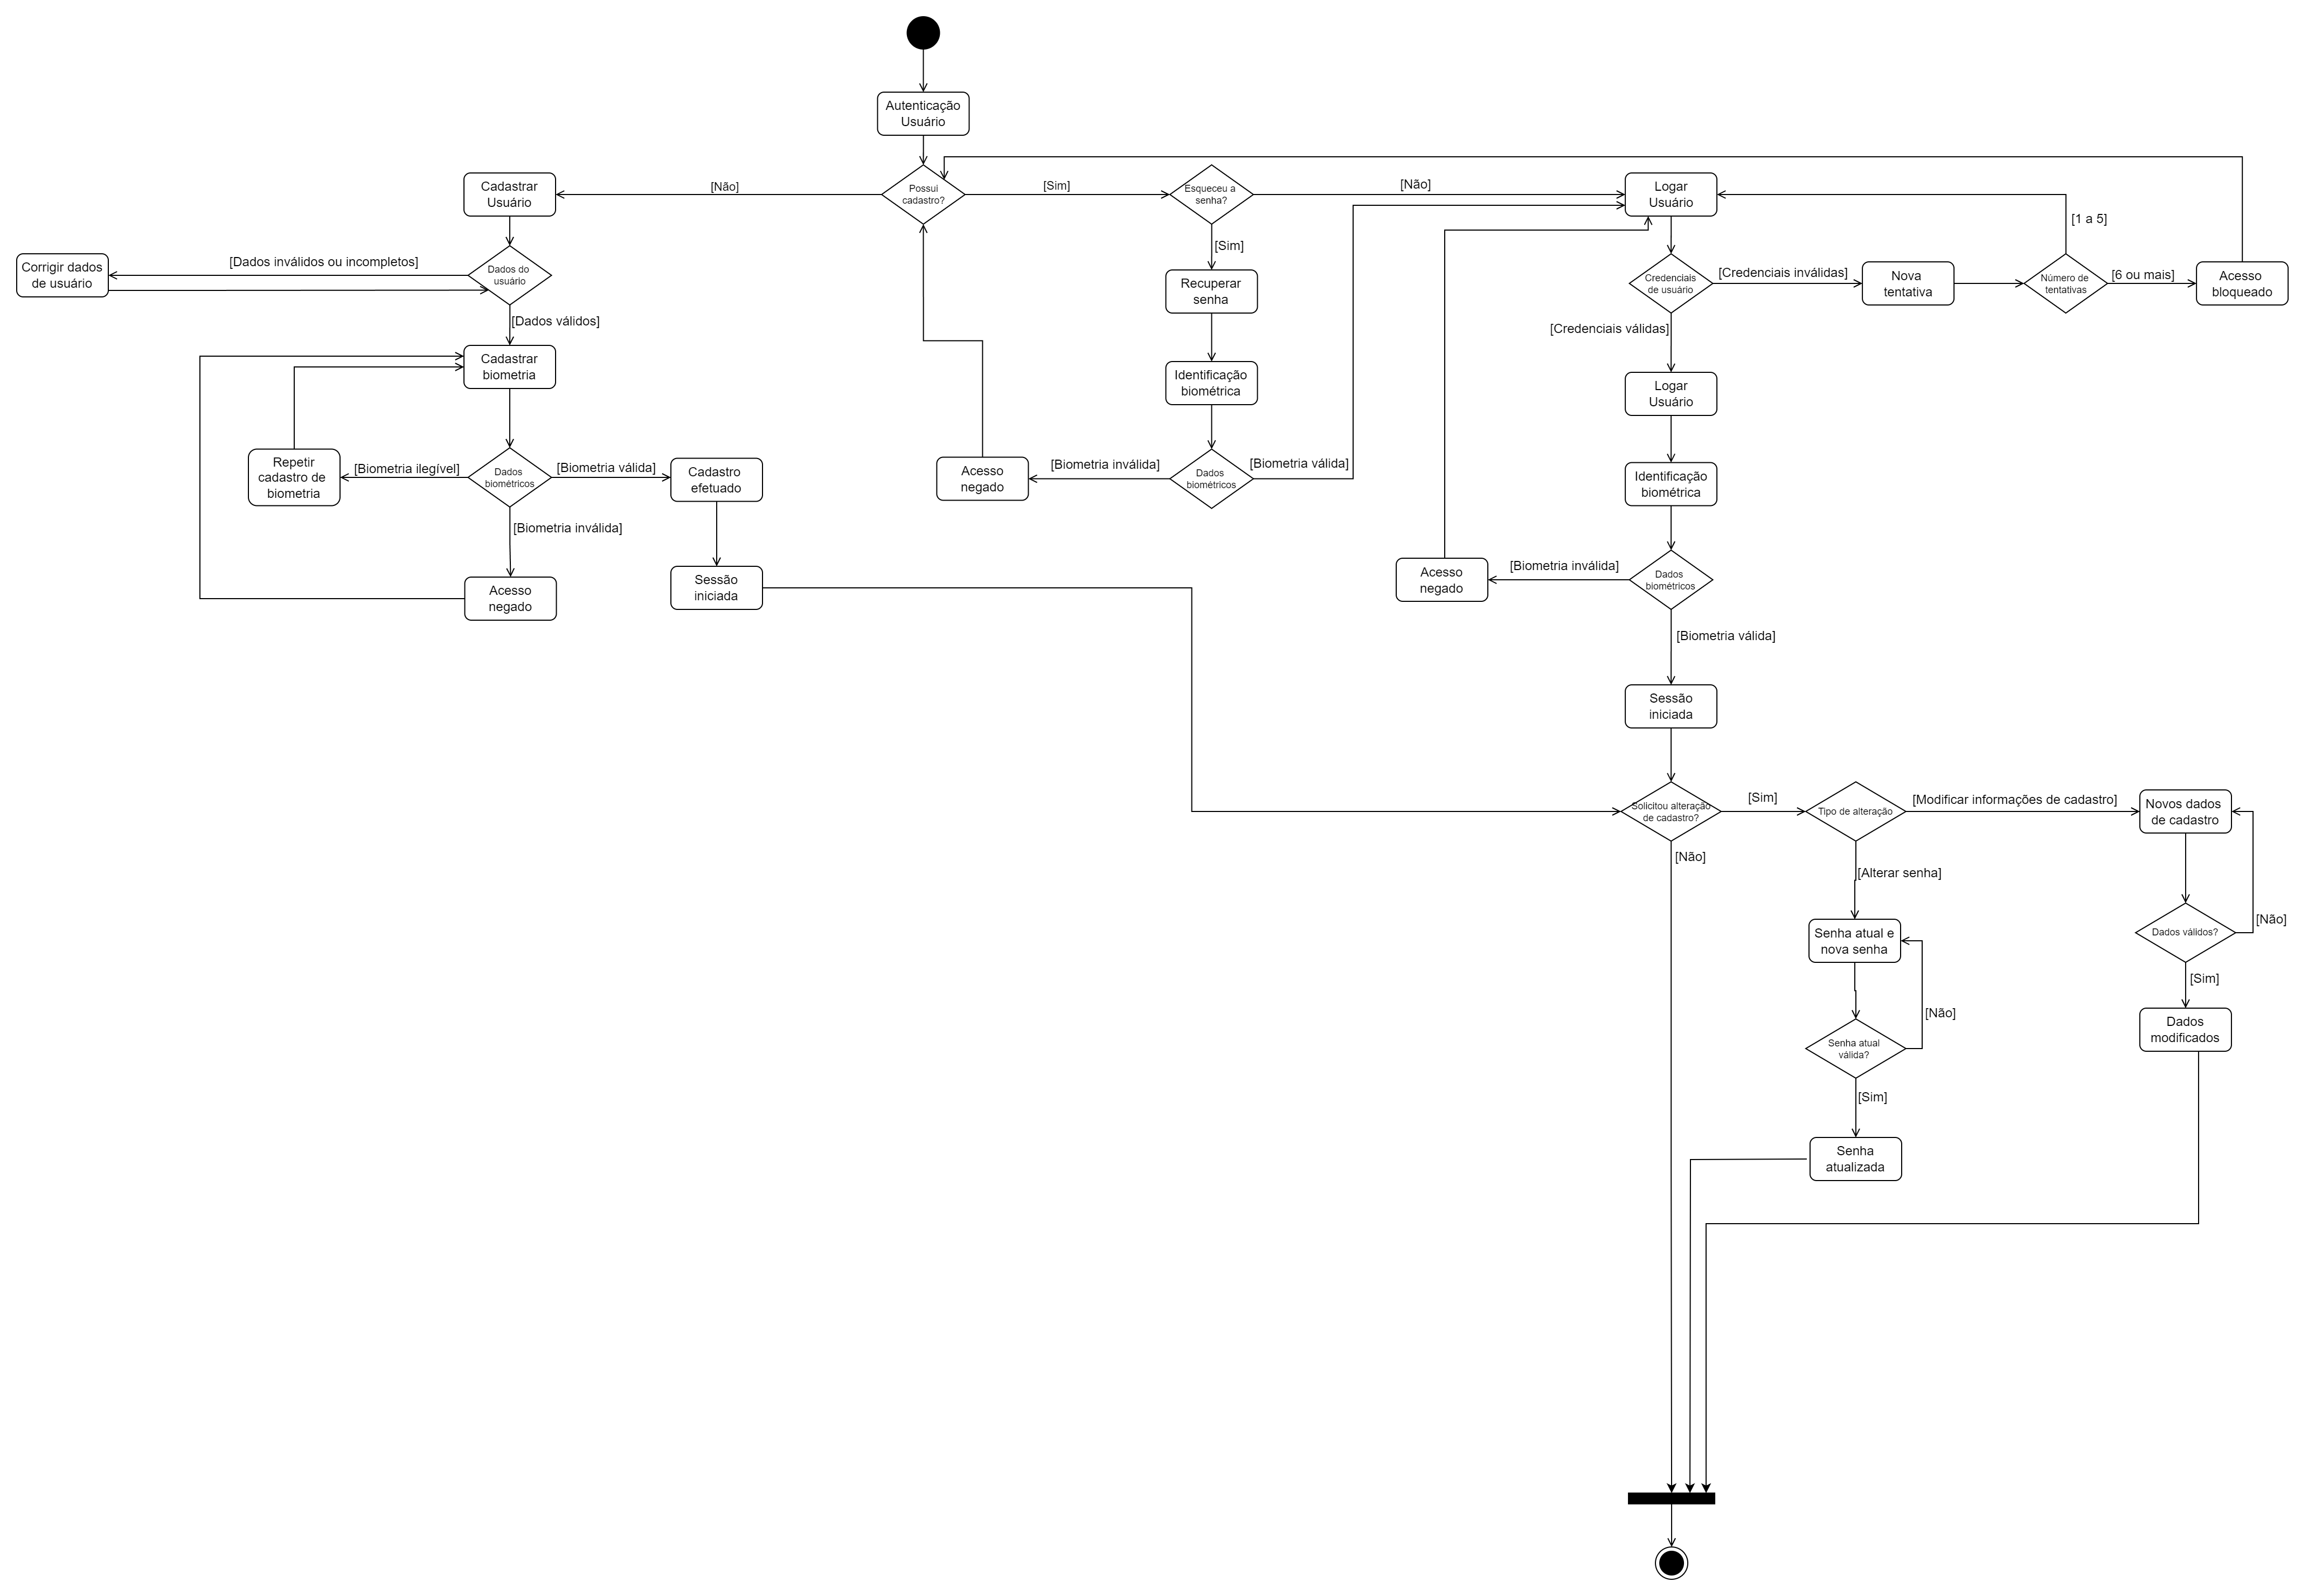 Autenticação
Usuário
Possui
cadastro?
[Não]
[Sim]
Cadastrar
Usuário
Esqueceu a
senha?
[Não]
Logar
Usuário
[1 a 5]
[Sim]
Corrigir dados
de usuário
[Dados inválidos ou incompletos]
Dados do
usuário
[Dados válidos]
Recuperar
senha
Credenciais
de usuário
[Credenciais inválidas]
Nova
tentativa
Número de
tentativas
[6 ou mais]
Acesso
bloqueado
[Credenciais válidas]
Cadastrar
biometria
Identificação
biométrica
Logar
Usuário
Repetir
cadastro de
biometria
[Biometria ilegível]
Dados
biométricos
[Biometria válida]
Cadastro
efetuado
Acesso
negado
[Biometria inválida]
Dados
biométricos
[Biometria válida]
Identificação
biométrica
[Biometria inválida]
Acesso
negado
Sessão
iniciada
Acesso
negado
[Biometria inválida]
Dados
biométricos
[Biometria válida]
Sessão
iniciada
Solicitou alteração
de cadastro?
[Sim]
Tipo de alteração
[Modificar informações de cadastro]
Novos dados
de cadastro
[Não]
[Alterar senha]
Senha atual e
nova senha
Dados válidos?
[Não]
[Sim]
Senha atual
válida?
[Não]
Dados
modificados
[Sim]
Senha
atualizada